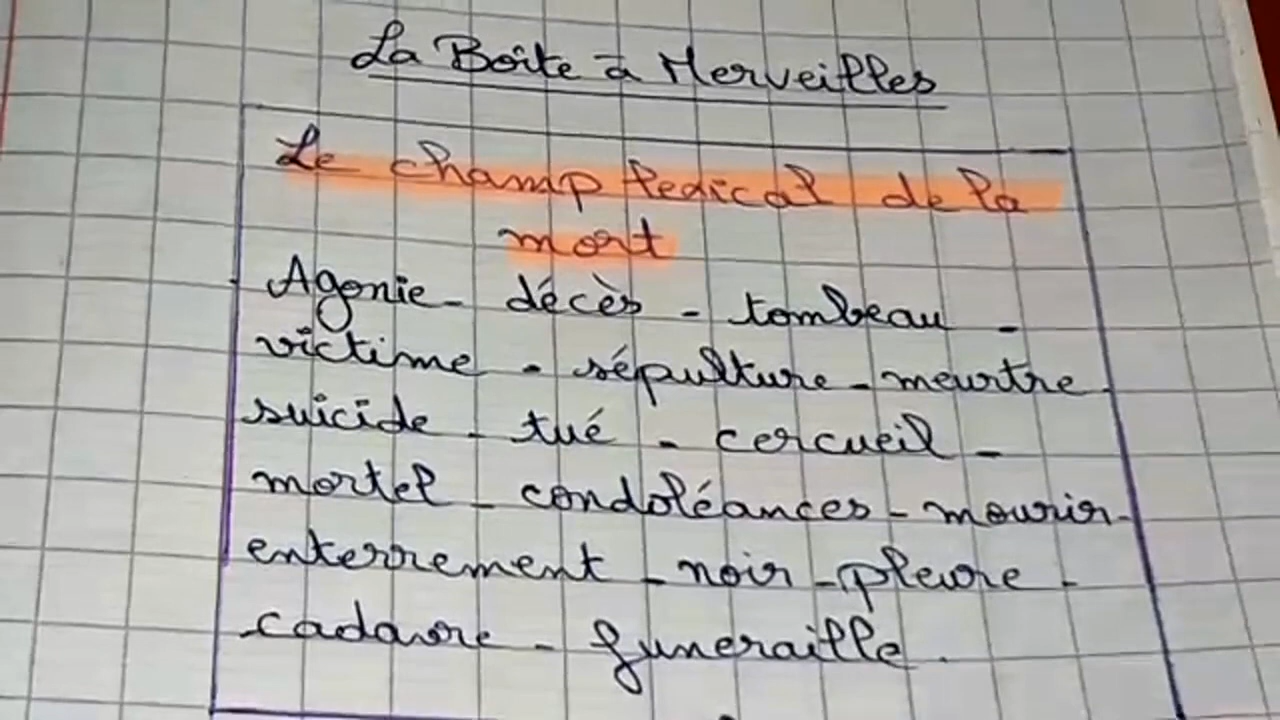 La Boîte à Merveilles
Le champ lexical de la
mort
Agonie - décès - tombeau -
victime - sépulture - meurtre -
suicide - tué - cercueil -
mortel - condoléances - mourir -
enterrement - noir - pleure -
cadavre - funeraille.